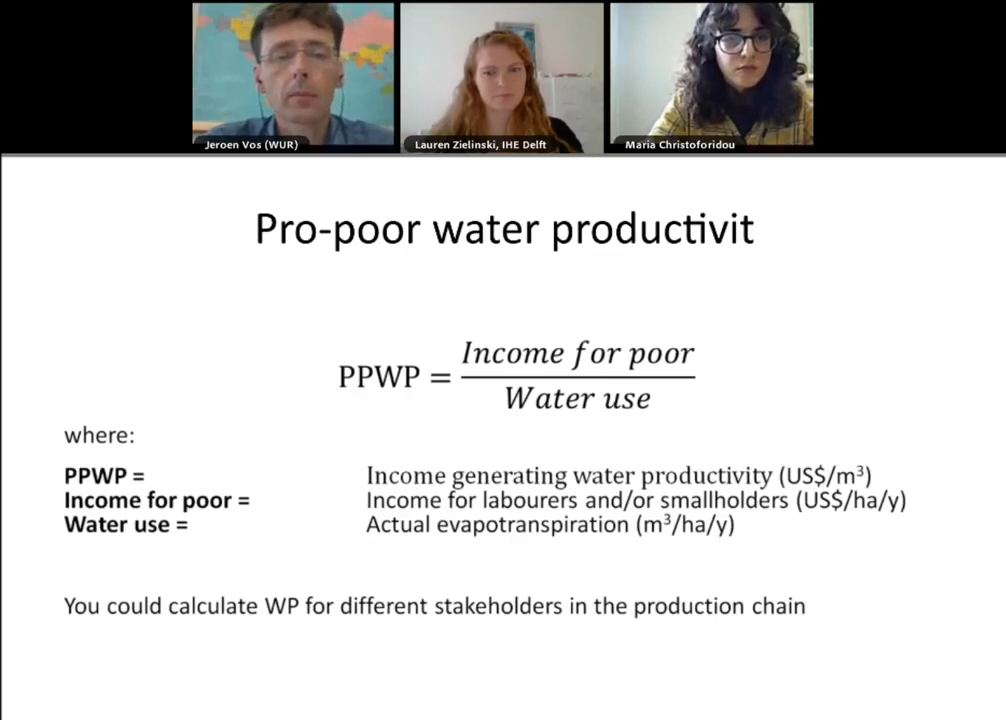 Jeroen Vos (WUR)
Lauren Zielinski, IHE Delft
Maria Christoforidou
Pro-poor water productivit
PPWP = Income for poor / Water use
where:
PPWP = Income generating water productivity (US$/m³)
Income for poor = Income for labourers and/or smallholders (US$/ha/y)
Water use = Actual evapotranspiration (m³/ha/y)
You could calculate WP for different stakeholders in the production chain